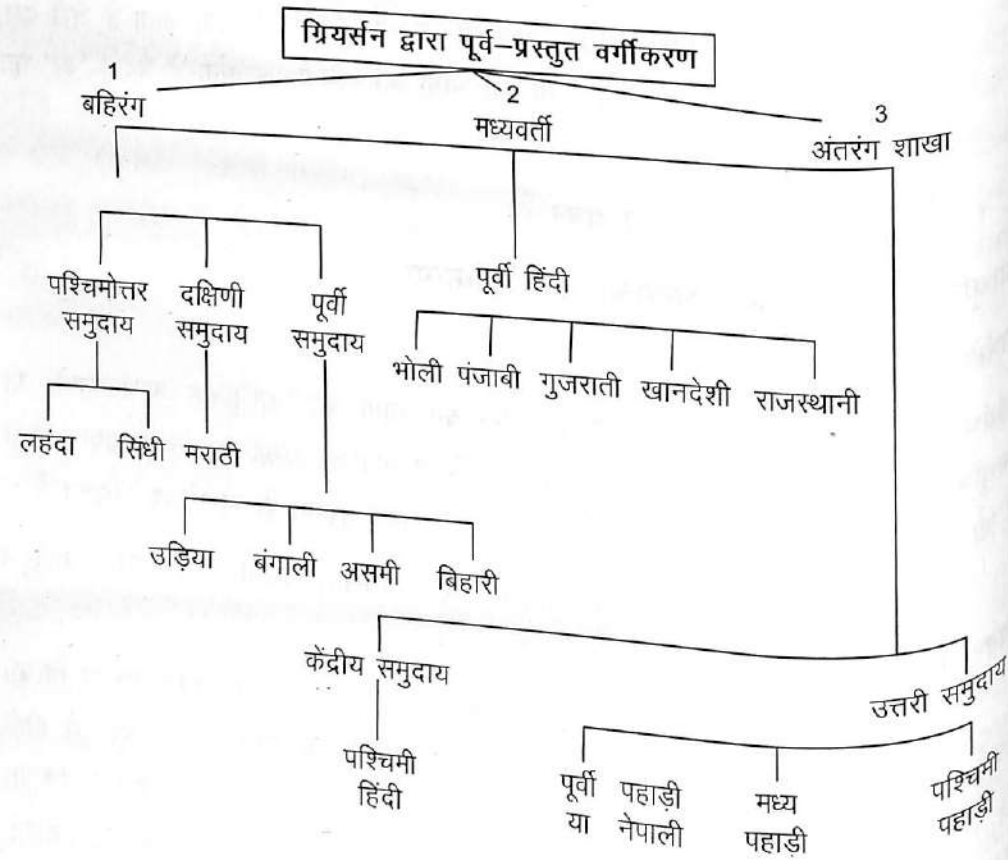 ग्रियर्सन द्वारा पूर्व–प्रस्तुत वर्गीकरण
1
2
3
बहिरंग
मध्यवर्ती
अंतरंग शाखा
पश्चिमोत्तर
समुदाय
दक्षिणी
समुदाय
पूर्वी
समुदाय
पूर्वी हिंदी
भोली पंजाबी गुजराती खानदेशी राजस्थानी
लहंदा सिंधी मराठी
उड़िया बंगाली असमी बिहारी
केंद्रीय समुदाय
उत्तरी समुदाय
पश्चिमी
हिंदी
पूर्वी पहाड़ी
या नेपाली
मध्य
पहाड़ी
पश्चिमी
पहाड़ी